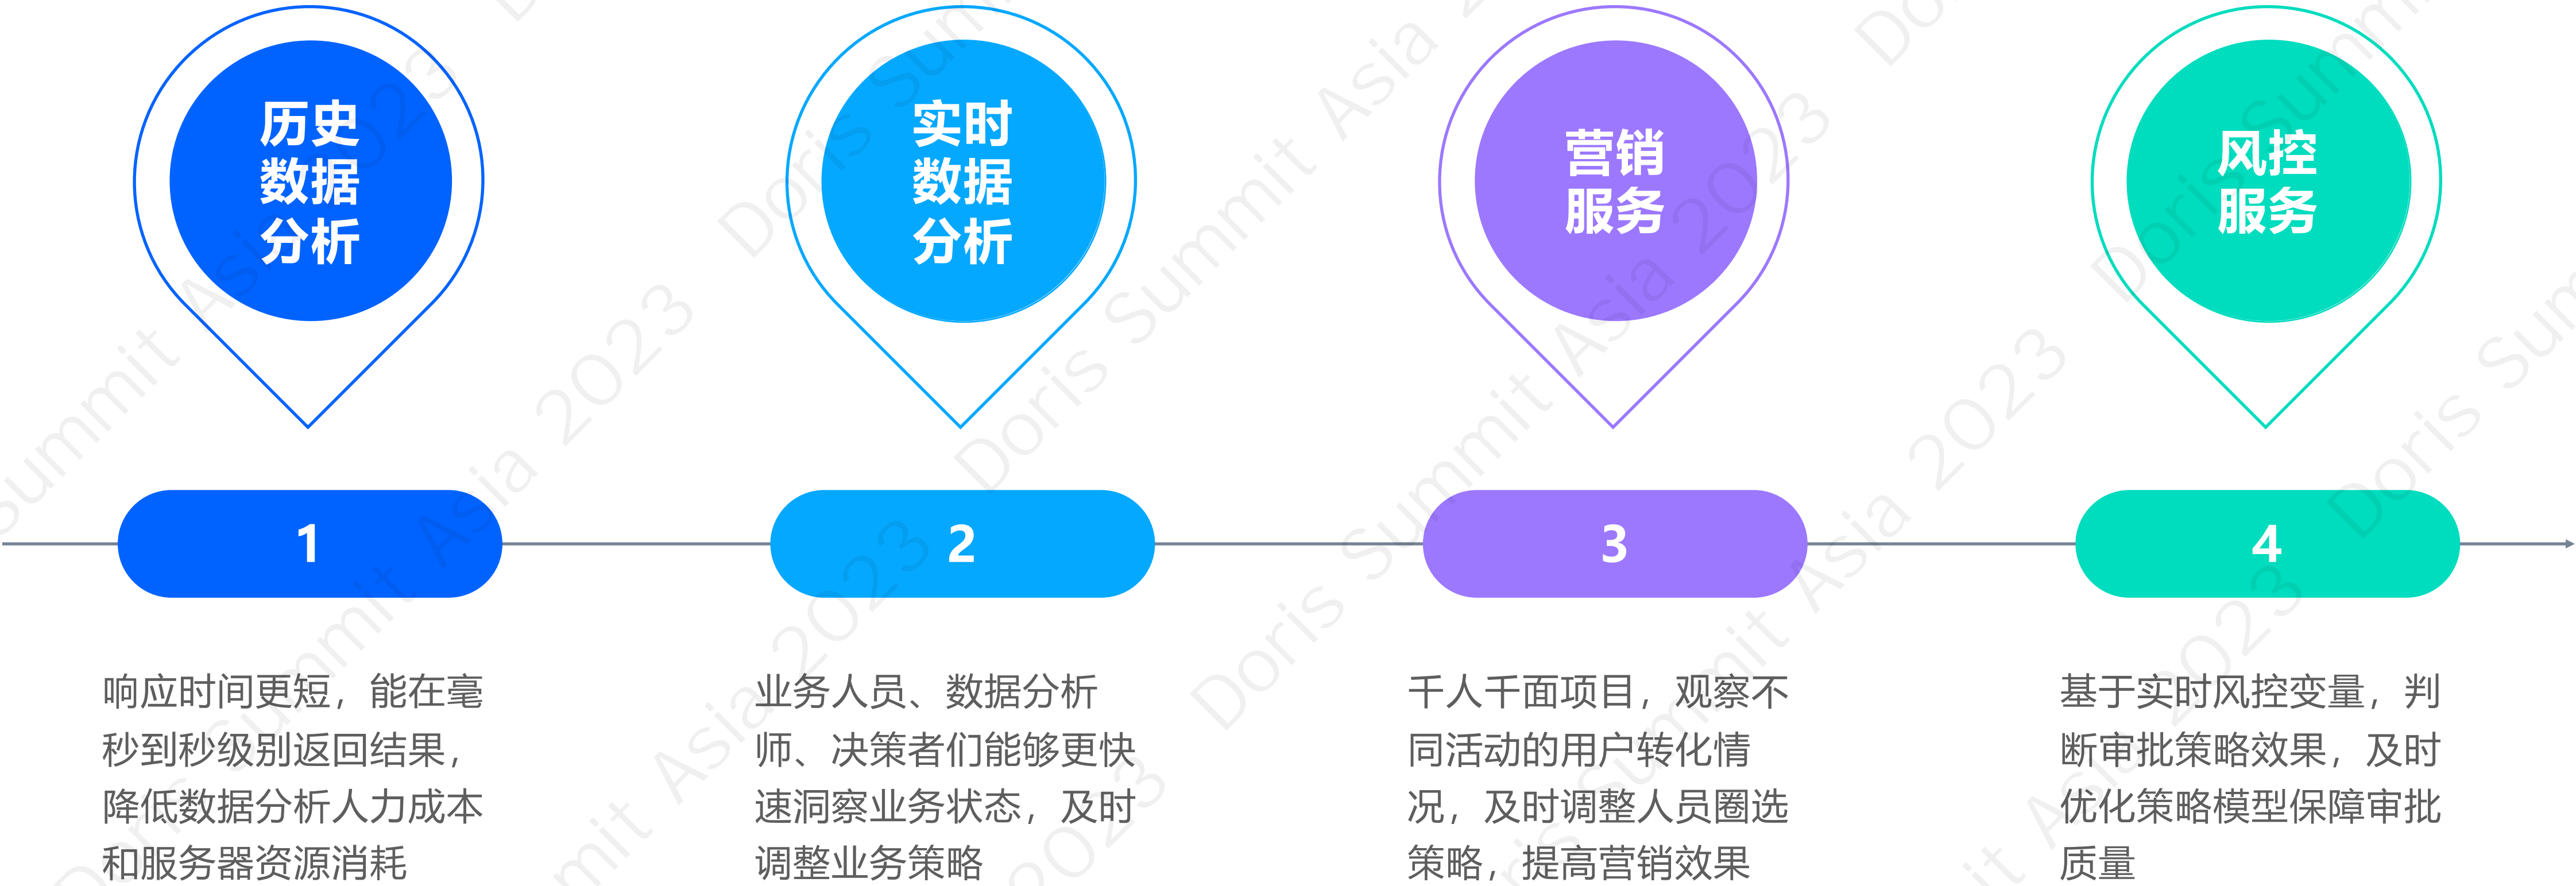 历史
数据
分析
实时
数据
分析
营销
服务
风控
服务
1
2
3
4
响应时间更短，能在毫
秒到秒级别返回结果，
降低数据分析人力成本
和服务器资源消耗
业务人员、数据分析
师、决策者们能够更快
速洞察业务状态，及时
调整业务策略
千人千面项目，观察不
同活动的用户转化情
况，及时调整人员圈选
策略，提高营销效果
基于实时风控变量，判
断审批策略效果，及时
优化策略模型保障审批
质量
Doris Summit Asia 2023